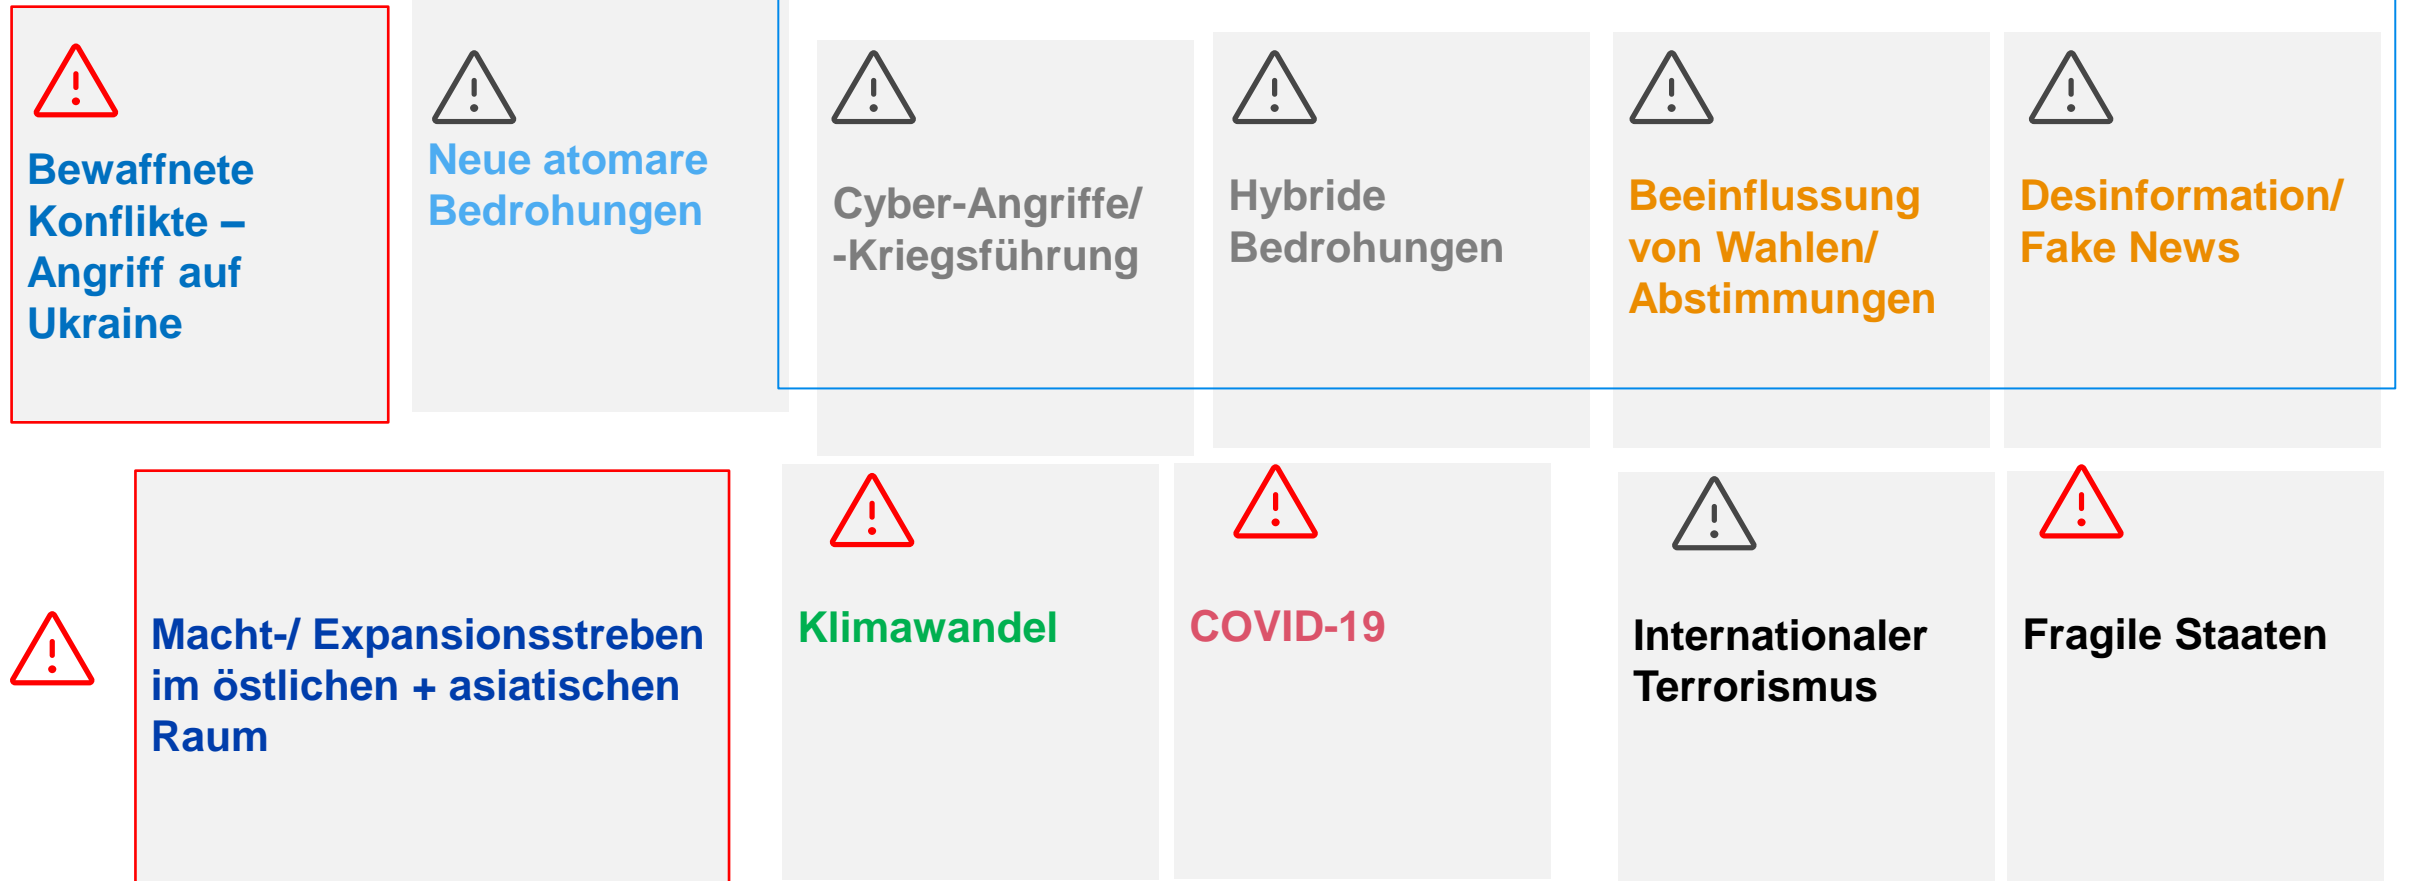 Bewaffnete
Konflikte –
Angriff auf
Ukraine
Neue atomare
Bedrohungen
Cyber-Angriffe/
-Kriegsführung
Hybride
Bedrohungen
Beeinflussung
von Wahlen/
Abstimmungen
Desinformation/
Fake News
Macht-/ Expansionsstreben
im östlichen + asiatischen
Raum
Klimawandel
COVID-19
Internationaler
Terrorismus
Fragile Staaten